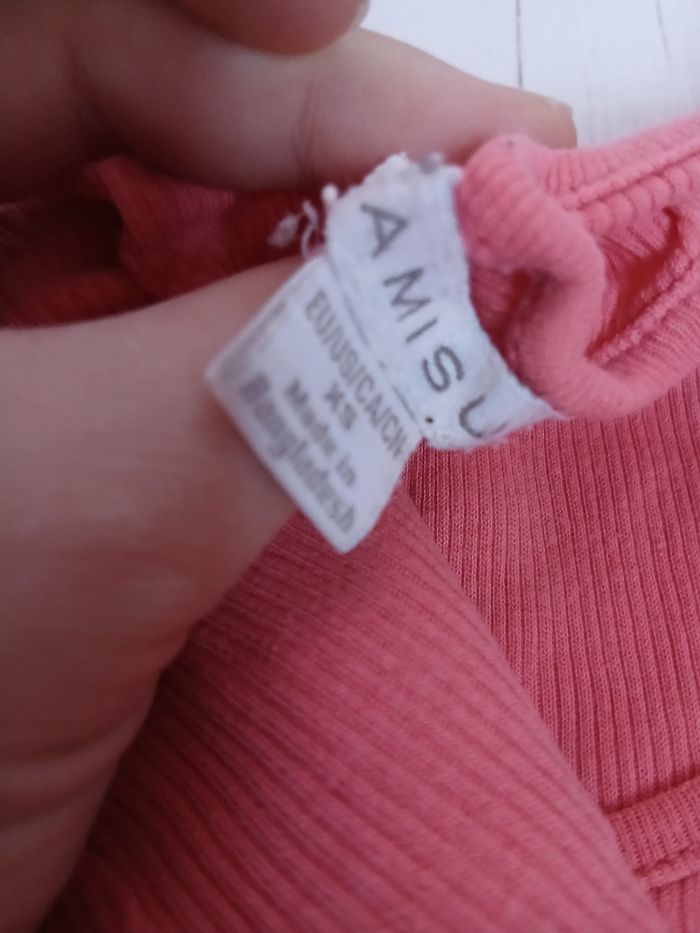 AMISU
EU/US/CA/CN
XS
Made in
Bangladesh